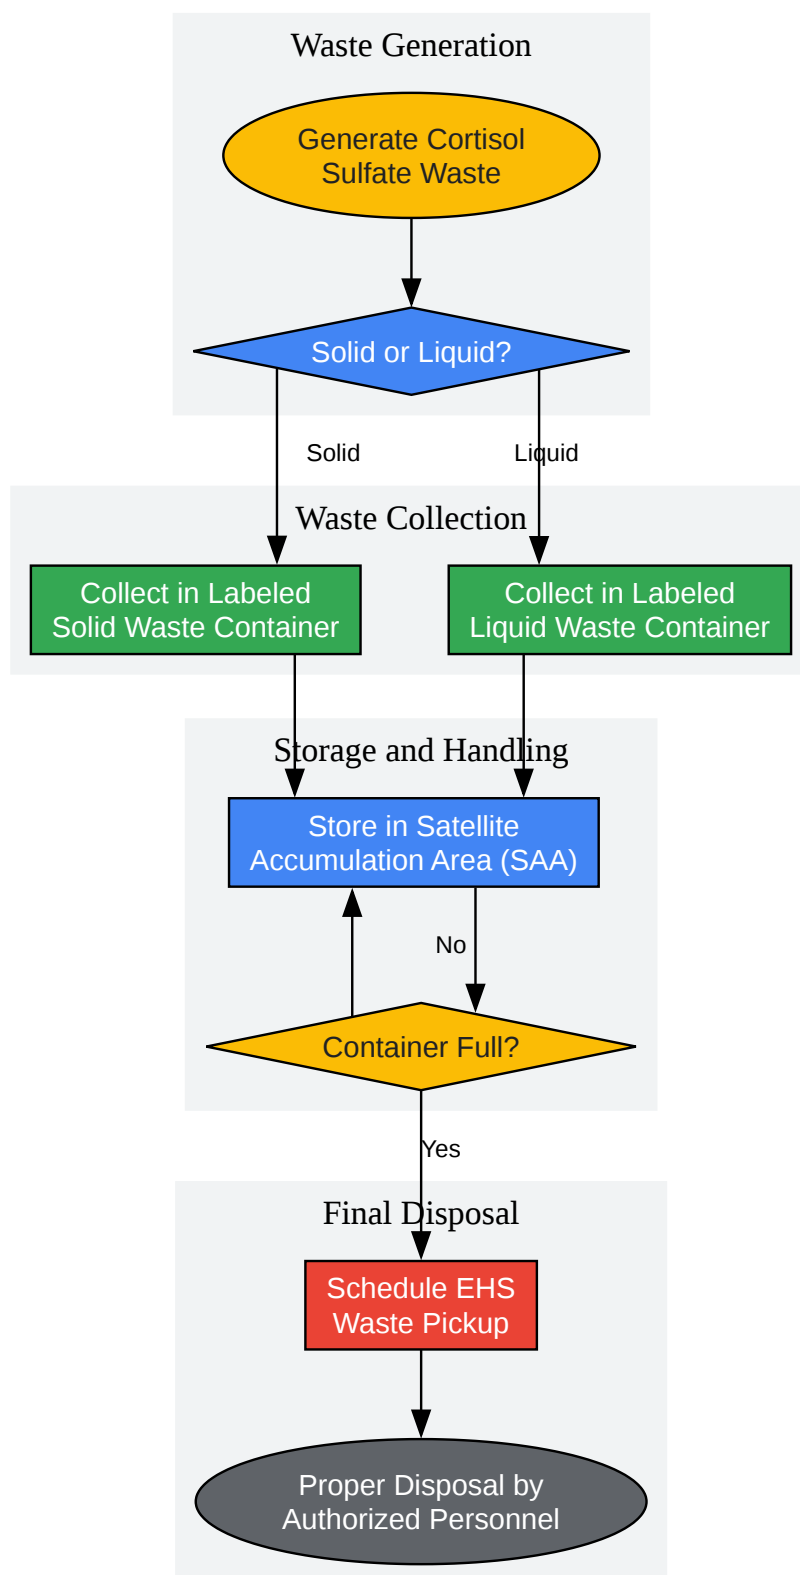 Waste Generation
Generate Cortisol
Sulfate Waste
Solid or Liquid?
Solid
Liquid
Waste Collection
Collect in Labeled
Solid Waste Container
Collect in Labeled
Liquid Waste Container
Storage and Handling
Store in Satellite
Accumulation Area (SAA)
No
Container Full?
Yes
Final Disposal
Schedule EHS
Waste Pickup
Proper Disposal by
Authorized Personnel